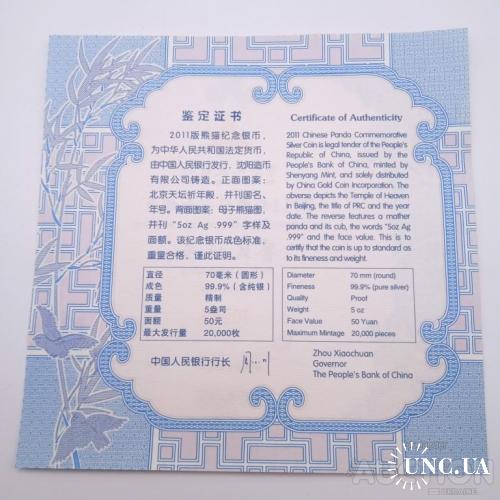 鉴定证书
2011版熊猫纪念银币,
为中华人民共和国法定货币,
由中国人民银行发行, 沈阳造币
有限公司铸造。正面图案:
北京天坛祈年殿, 并刊国名、
年号。背面图案: 母子熊猫图,
并刊 "5oz Ag .999" 字样及
面额。该纪念银币成色标准,
重量合格, 谨此证明。
直径 70毫米 (圆形)
成色 99.9% (含纯银)
质量 精制
重量 5盎司
面额 50元
最大发行量 20,000枚
中国人民银行行长
Certificate of Authenticity
2011 Chinese Panda Commemorative
Silver Coin is legal tender of the People's
Republic of China, issued by the
People's Bank of China, minted by
Shenyang Mint, and solely distributed
by China Gold Coin Incorporation. The
obverse depicts the Temple of Heaven
in Beijing, the title of PRC and the year
date. The reverse features a mother
panda and its cub, the words "5oz Ag
.999" and the face value. This is to
certify that the coin is up to standard as
to its fineness and weight.
Diameter 70 mm (round)
Fineness 99.9% (pure silver)
Quality Proof
Weight 5 oz
Face Value 50 Yuan
Maximum Mintage 20,000 pieces
Zhou Xiaochuan
Governor
The People's Bank of China
UNC.UA